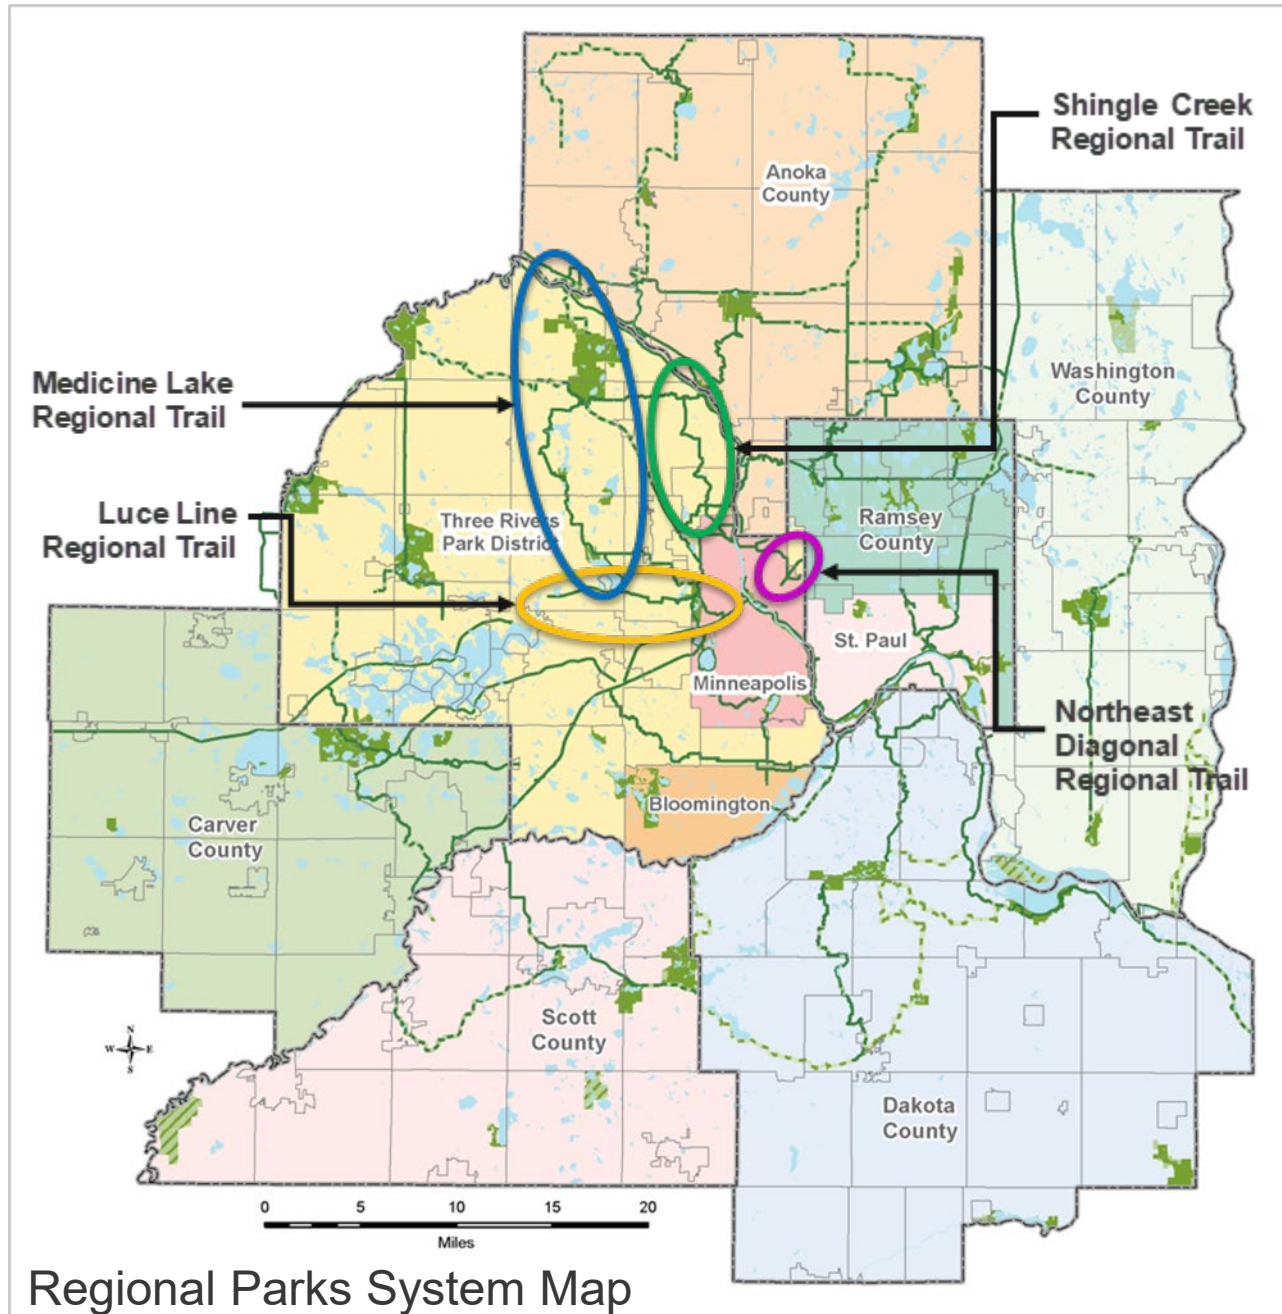 Shingle Creek
Regional Trail
Anoka
County
Washington
County
Medicine Lake
Regional Trail
Luce Line
Regional Trail
Three Rivers
Park District
Ramsey
County
St. Paul
Minneapolis
Northeast
Diagonal
Regional Trail
Bloomington
Carver
County
Scott
County
Dakota
County
N
W E
S
0 5 10 15 20
Miles
Regional Parks System Map